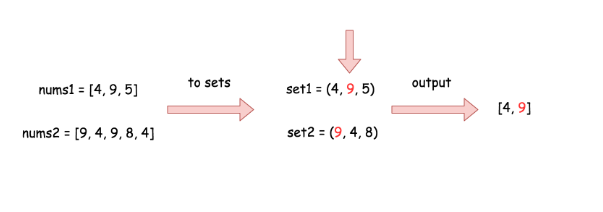 nums1 = [4, 9, 5]
nums2 = [9, 4, 9, 8, 4]
to sets
set1 = (4, 9, 5)
set2 = (9, 4, 8)
output
[4, 9]